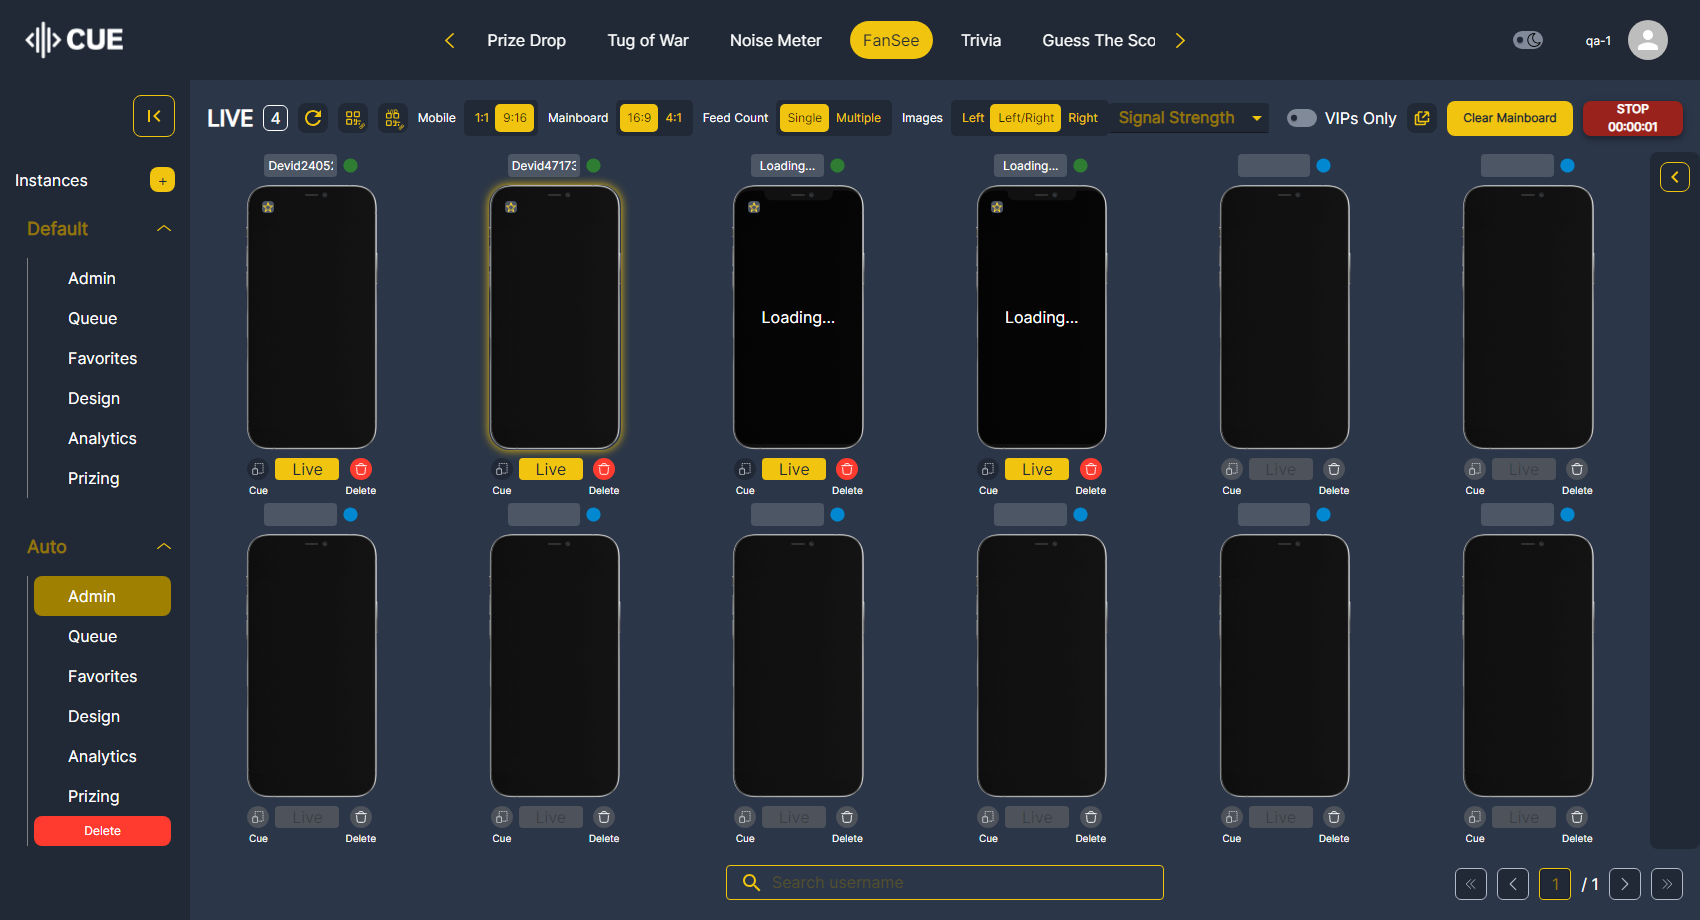 CUE
Prize Drop
Tug of War
Noise Meter
FanSee
Trivia
Guess The Sco
qa-1
LIVE 4
Mobile 1:1 9:16
Mainboard 16:9 4:1
Feed Count Single Multiple
Images Left Left/Right Right
Signal Strength
VIPs Only
Clear Mainboard
STOP
00:00:01
Instances +
Default
Admin
Queue
Favorites
Design
Analytics
Prizing
Auto
Admin
Queue
Favorites
Design
Analytics
Prizing
Delete
Devid2405
Devid4717
Loading...
Loading...
Loading...
Loading...
Live Live Live Live Live Live
Cue Delete Cue Delete Cue Delete Cue Delete Cue Delete Cue Delete
Live Live Live Live Live Live
Cue Delete Cue Delete Cue Delete Cue Delete Cue Delete Cue Delete
Search username
1 / 1